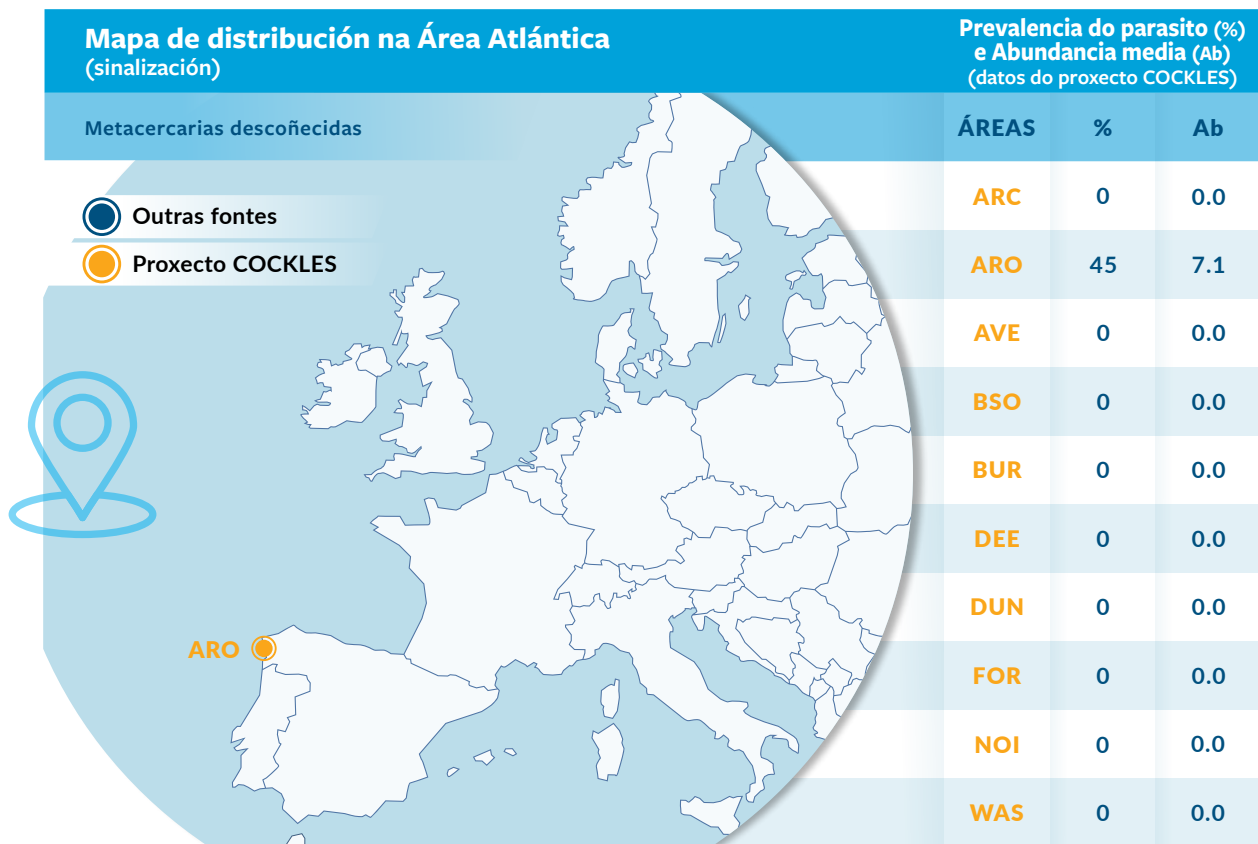 Mapa de distribución na Área Atlántica
(sinalización)
Prevalencia do parasito (%)
e Abundancia media (Ab)
(datos do proxecto COCKLES)
Metacercarias descoñecidas
ÁREAS % Ab
Outras fontes
Proxecto COCKLES
ARO
ARC 0 0.0
ARO 45 7.1
AVE 0 0.0
BSO 0 0.0
BUR 0 0.0
DEE 0 0.0
DUN 0 0.0
FOR 0 0.0
NOI 0 0.0
WAS 0 0.0